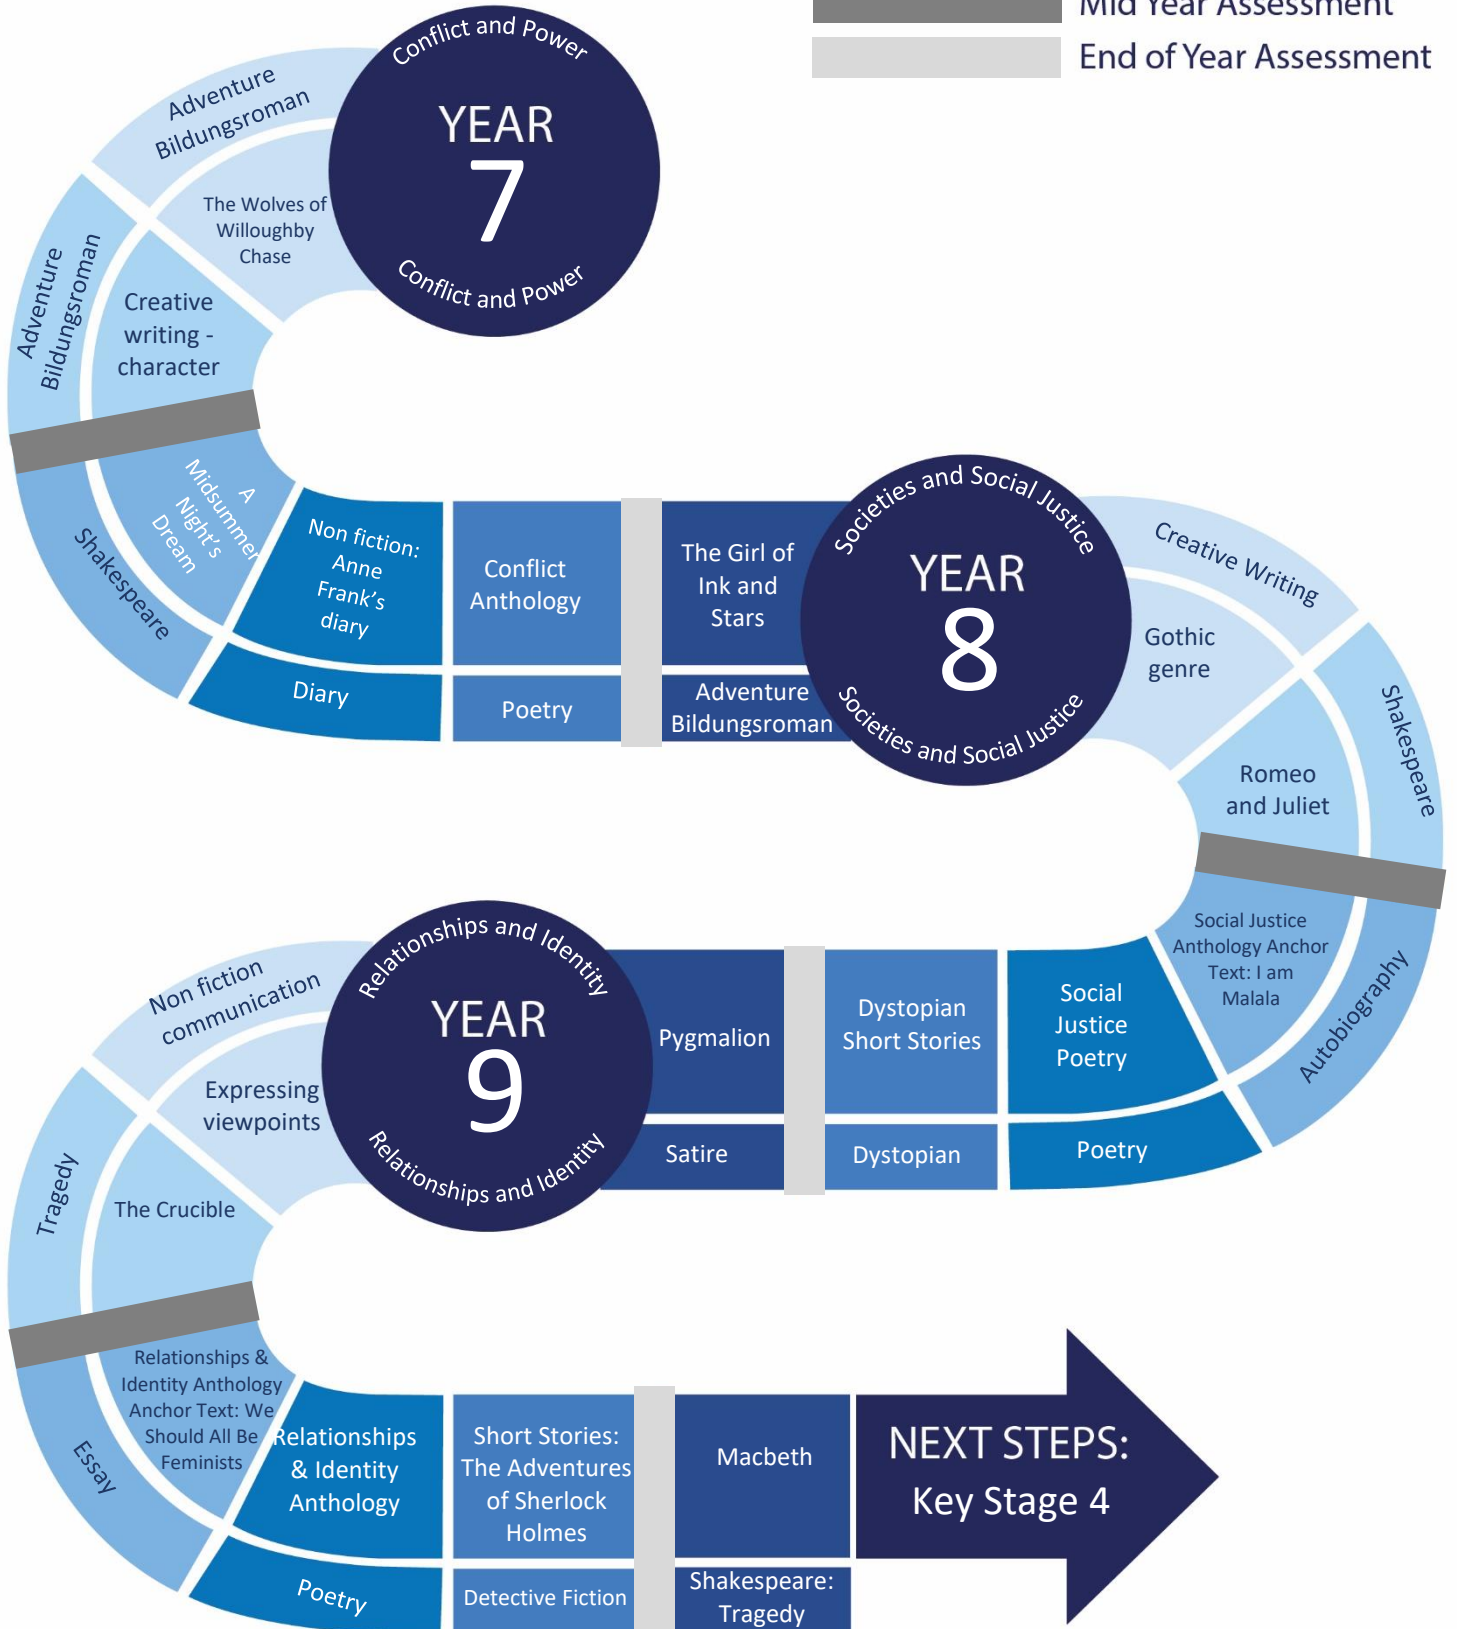 Mid Year Assessment
End of Year Assessment
Conflict and Power
YEAR
7
Conflict and Power
Adventure
Bildungsroman
The Wolves of
Willoughby
Chase
Adventure
Bildungsroman
Creative
writing -
character
Shakespeare
A
Midsummer
Night's
Dream
Non fiction:
Anne
Frank's
diary
Diary
Conflict
Anthology
Poetry
The Girl of
Ink and
Stars
Adventure
Bildungsroman
Societies and Social Justice
YEAR
8
Societies and Social Justice
Creative Writing
Gothic
genre
Shakespeare
Romeo
and Juliet
Social Justice
Anthology Anchor
Text: I am
Malala
Autobiography
Social
Justice
Poetry
Poetry
Dystopian
Short Stories
Dystopian
Pygmalion
Satire
Relationships and Identity
YEAR
9
Relationships and Identity
Non fiction
communication
Expressing
viewpoints
Tragedy
The Crucible
Relationships &
Identity Anthology
Anchor Text: We
Should All Be
Feminists
Essay
Relationships
& Identity
Anthology
Poetry
Short Stories:
The Adventures
of Sherlock
Holmes
Detective Fiction
Macbeth
Shakespeare:
Tragedy
NEXT STEPS:
Key Stage 4